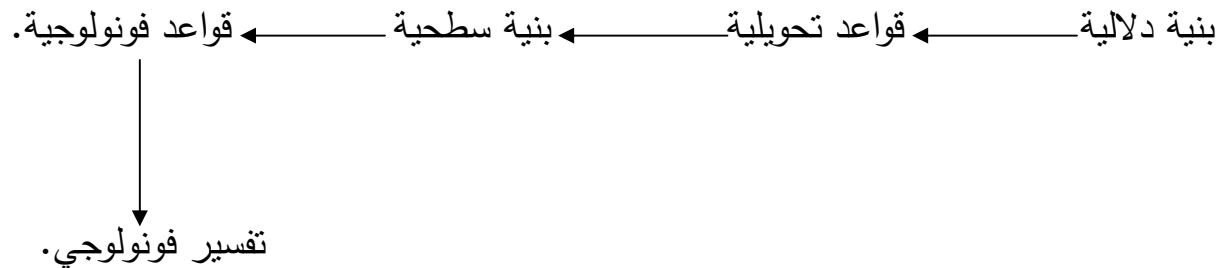 بنية دلالية قواعد تحويلية بنية سطحية قواعد فونولوجية.
تفسير فونولوجي.